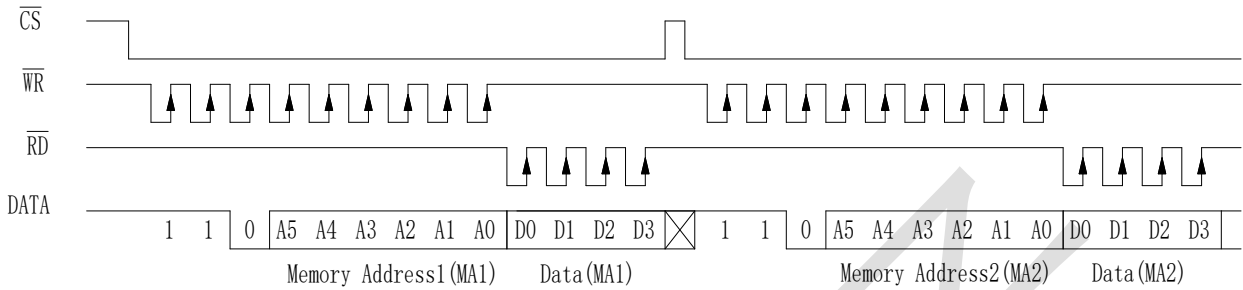 CS
WR
RD
DATA 1 1 0 A5 A4 A3 A2 A1 A0 D0 D1 D2 D3 1 1 0 A5 A4 A3 A2 A1 A0 D0 D1 D2 D3
Memory Address1(MA1) Data(MA1) Memory Address2(MA2) Data(MA2)